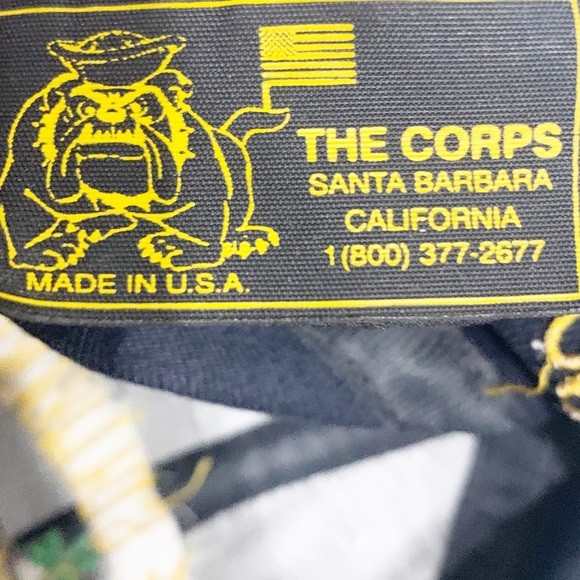 THE CORPS
SANTA BARBARA
CALIFORNIA
1 (800) 377-2677
MADE IN U.S.A.